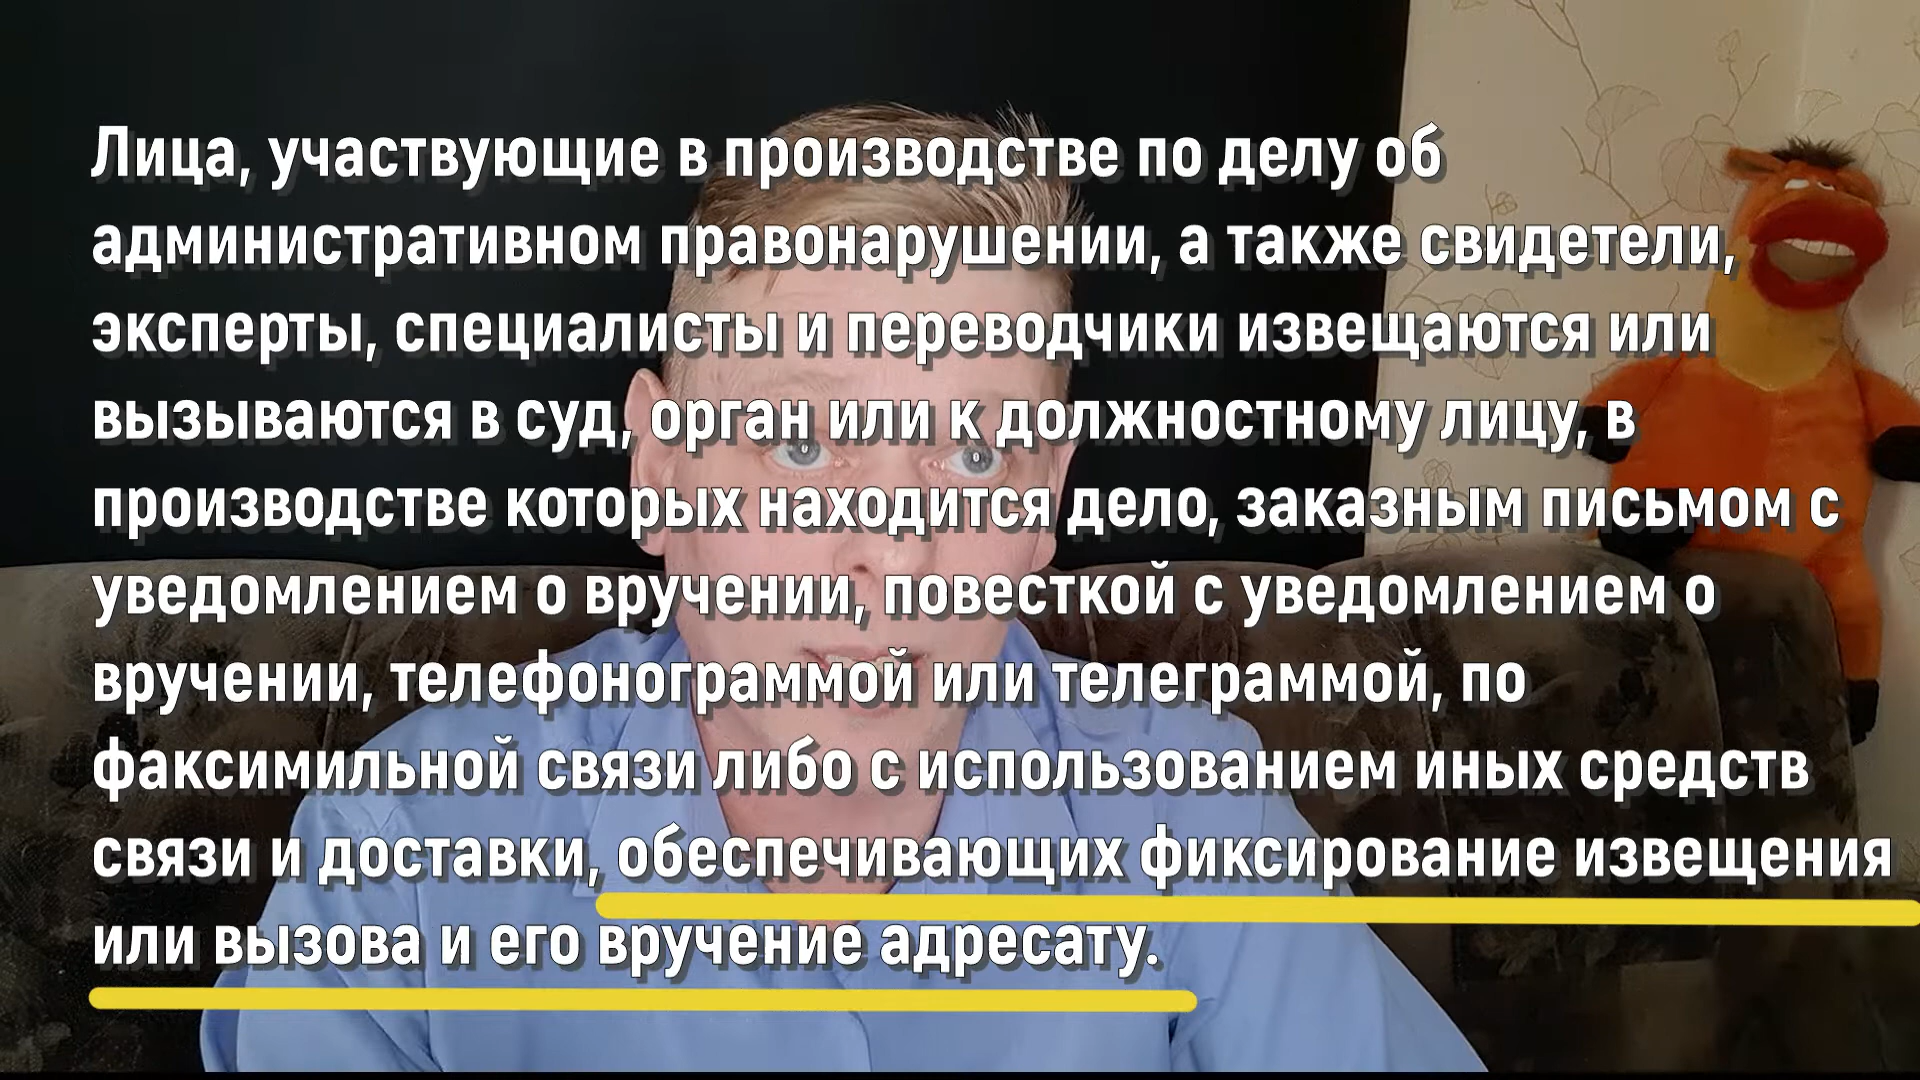 Лица, участвующие в производстве по делу об
административном правонарушении, а также свидетели,
эксперты, специалисты и переводчики извещаются или
вызываются в суд, орган или к должностному лицу, в
производстве которых находится дело, заказным письмом с
уведомлением о вручении, повесткой с уведомлением о
вручении, телефонограммой или телеграммой, по
факсимильной связи либо с использованием иных средств
связи и доставки, обеспечивающих фиксирование извещения
или вызова и его вручение адресату.